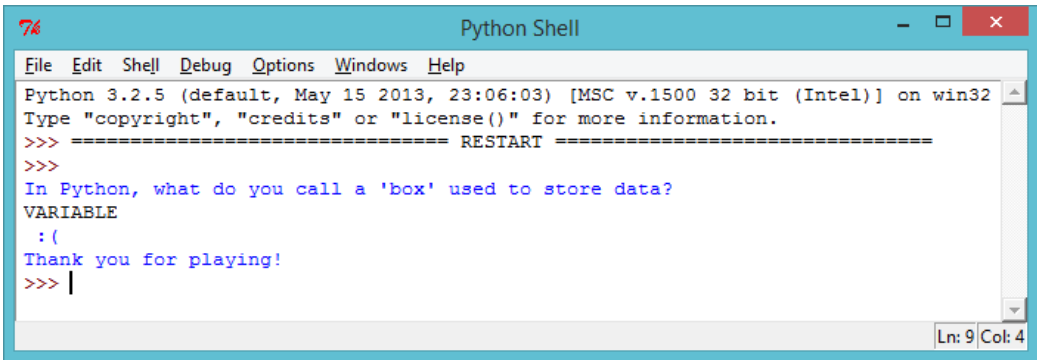 Python Shell
File Edit Shell Debug Options Windows Help
Python 3.2.5 (default, May 15 2013, 23:06:03) [MSC v.1500 32 bit (Intel)] on win32
Type "copyright", "credits" or "license()" for more information.
>>> ================================ RESTART ================================
>>>
In Python, what do you call a 'box' used to store data?
VARIABLE
 :(
Thank you for playing!
>>>
Ln: 9 Col: 4